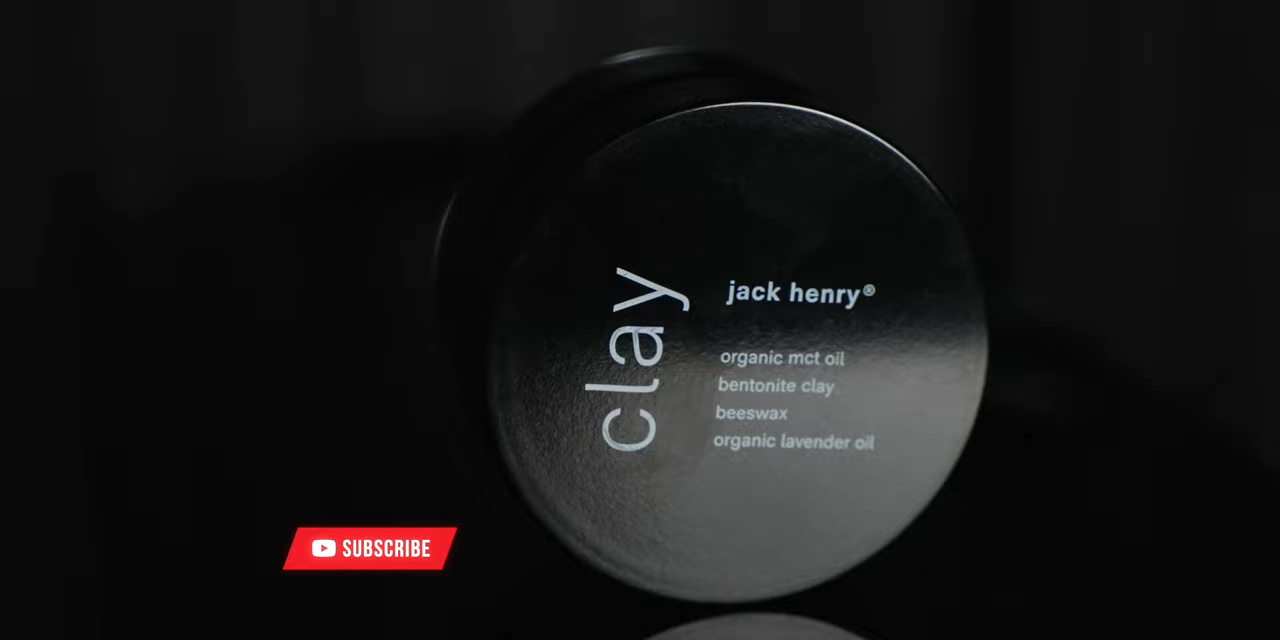 clay
jack henry®
organic mct oil
bentonite clay
beeswax
organic lavender oil
SUBSCRIBE